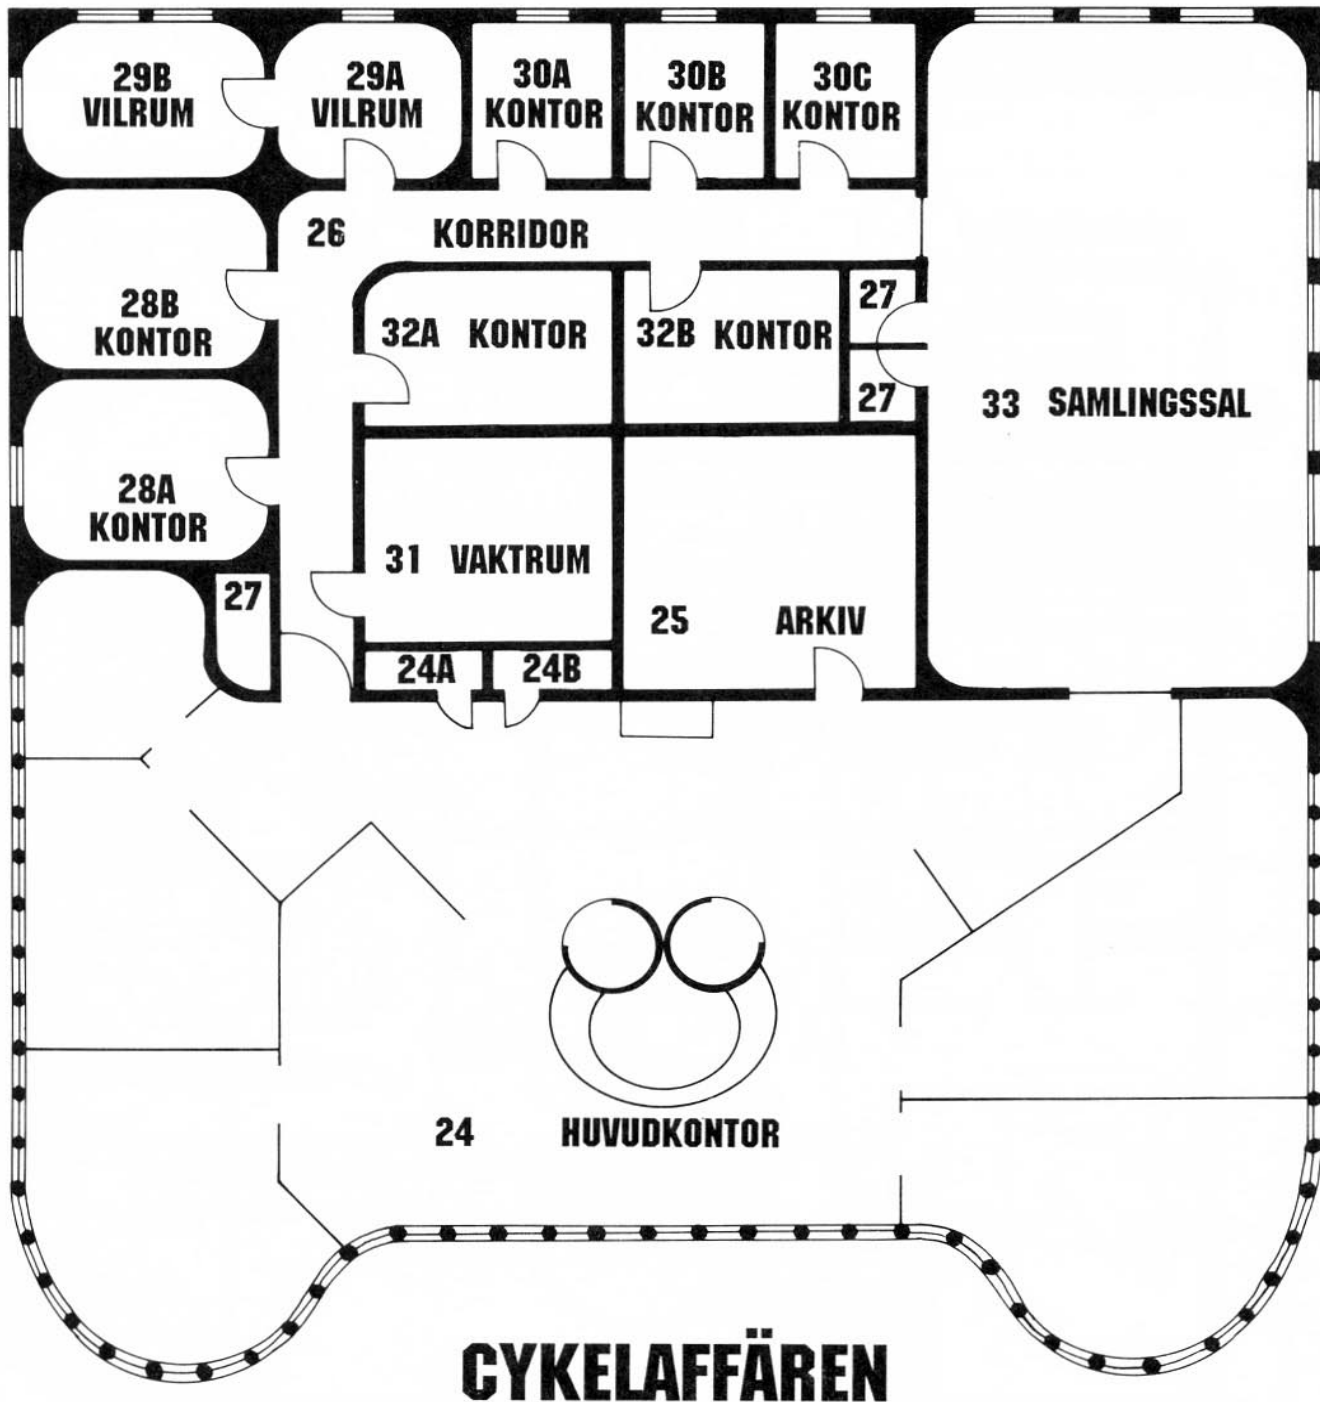 29B
VILRUM
29A
VILRUM
30A
KONTOR
30B
KONTOR
30C
KONTOR
26 KORRIDOR
28B
KONTOR
32A KONTOR
32B KONTOR
27
27
33 SAMLINGSSAL
28A
KONTOR
31 VAKTRUM
27
25 ARKIV
24A
24B
24 HUVUDKONTOR
CYKELAFFÄREN